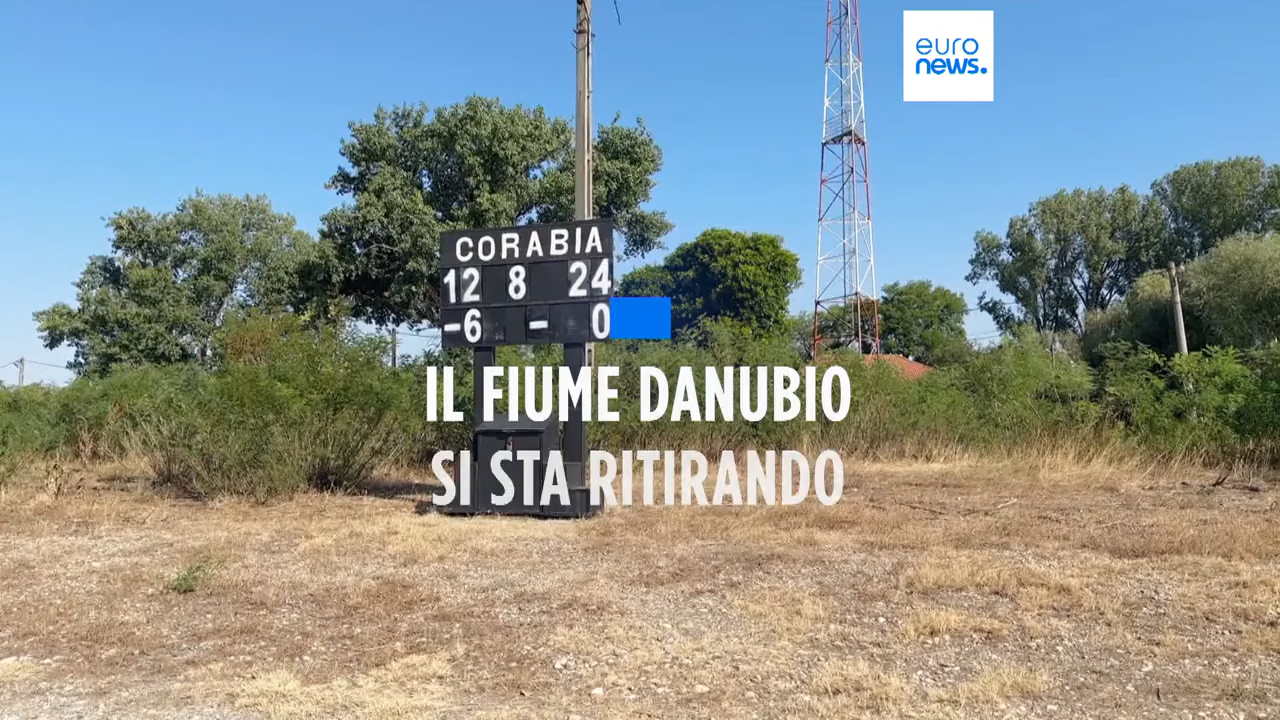 euro
news.
CORABIA
12 8 24
-6 - 0
IL FIUME DANUBIO
SI STA RITIRANDO